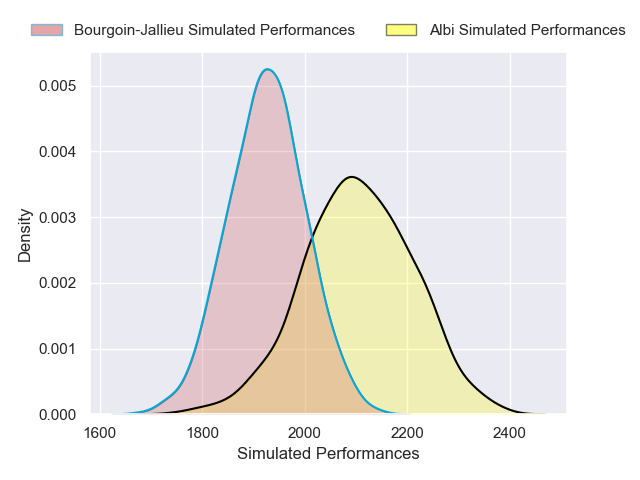 Bourgoin-Jallieu Simulated Performances Albi Simulated Performances
0.005
0.004
0.003
0.002
0.001
0.000
Density
1600 1800 2000 2200 2400
Simulated Performances